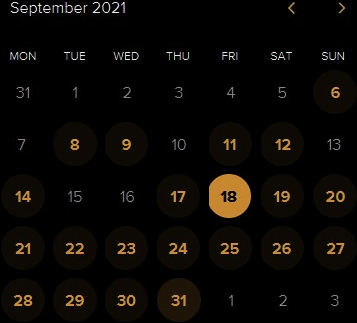 September 2021
MON TUE WED THU FRI SAT SUN
31 1 2 3 4 5 6
7 8 9 10 11 12 13
14 15 16 17 18 19 20
21 22 23 24 25 26 27
28 29 30 31 1 2 3